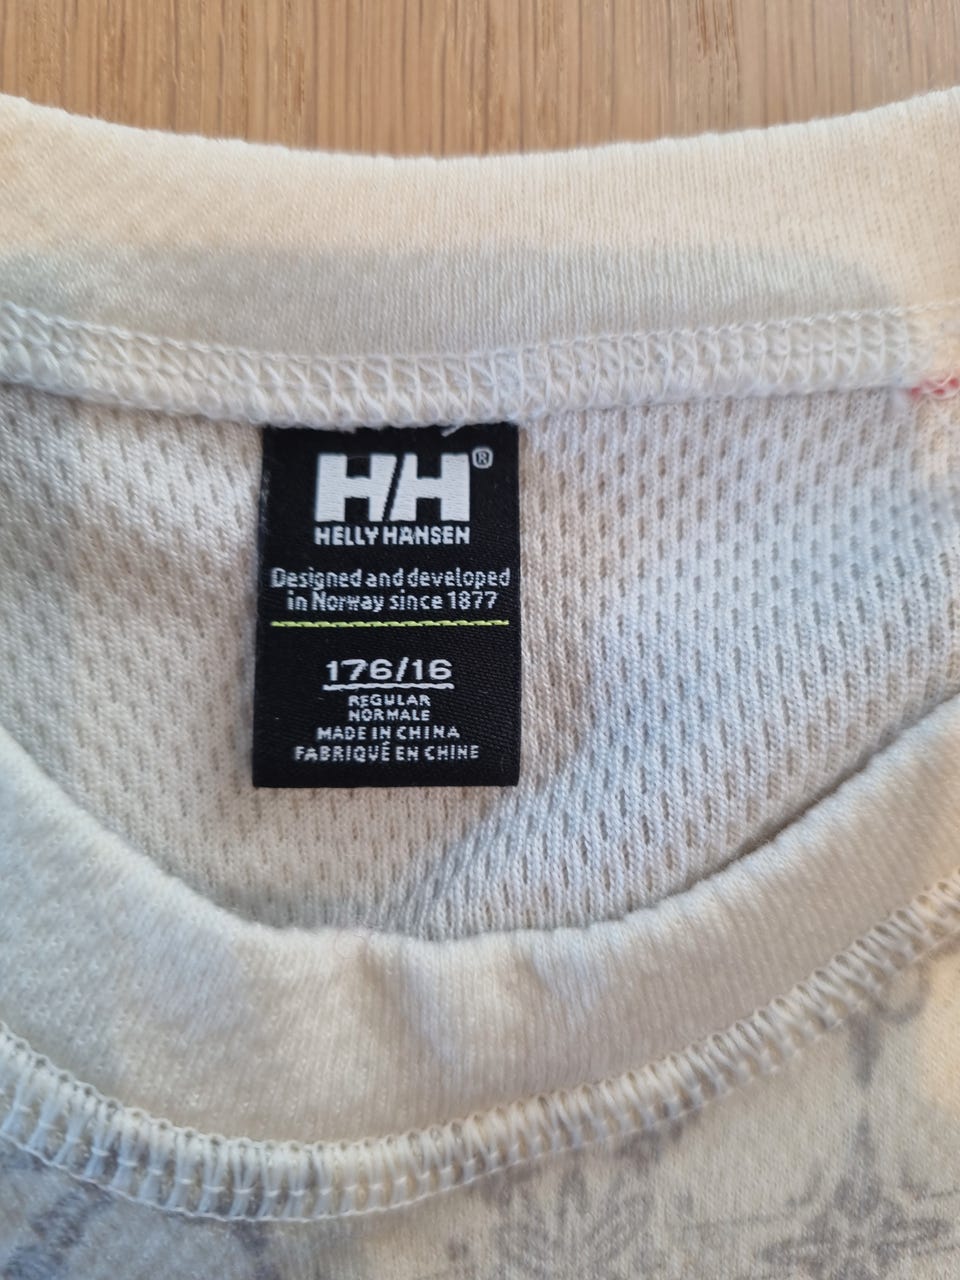 HH®
HELLY HANSEN
Designed and developed
in Norway since 1877
176/16
REGULAR
NORMALE
MADE IN CHINA
FABRIQUÉ EN CHINE